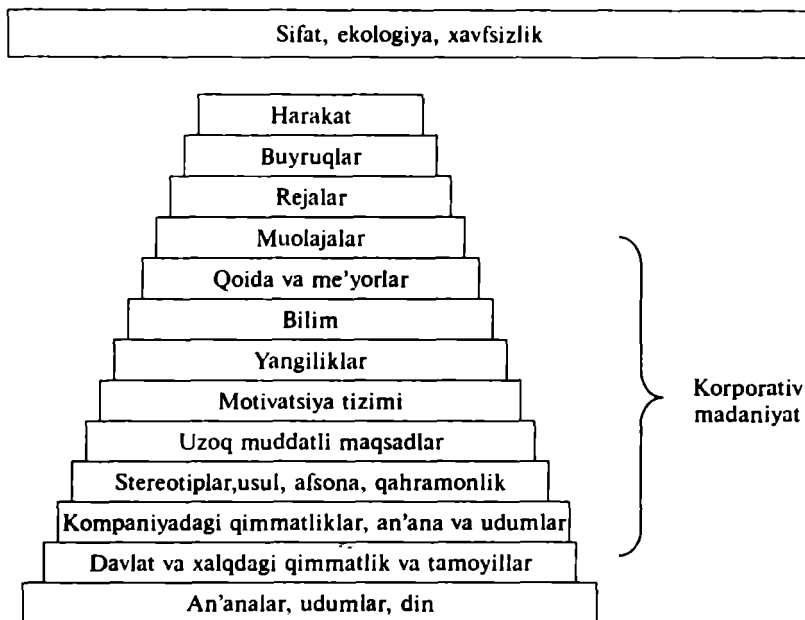 Sifat, ekologiya, xavfsizlik
Harakat
Buyruqlar
Rejalar
Muolajalar
Qoida va me'yorlar
Bilim
Yangiliklar
Motivatsiya tizimi
Uzoq muddatli maqsadlar
Stereotiplar,usul, afsona, qahramonlik
Kompaniyadagi qimmatliklar, an'ana va udumlar
Davlat va xalqdagi qimmatlik va tamoyillar
An'analar, udumlar, din
Korporativ
madaniyat